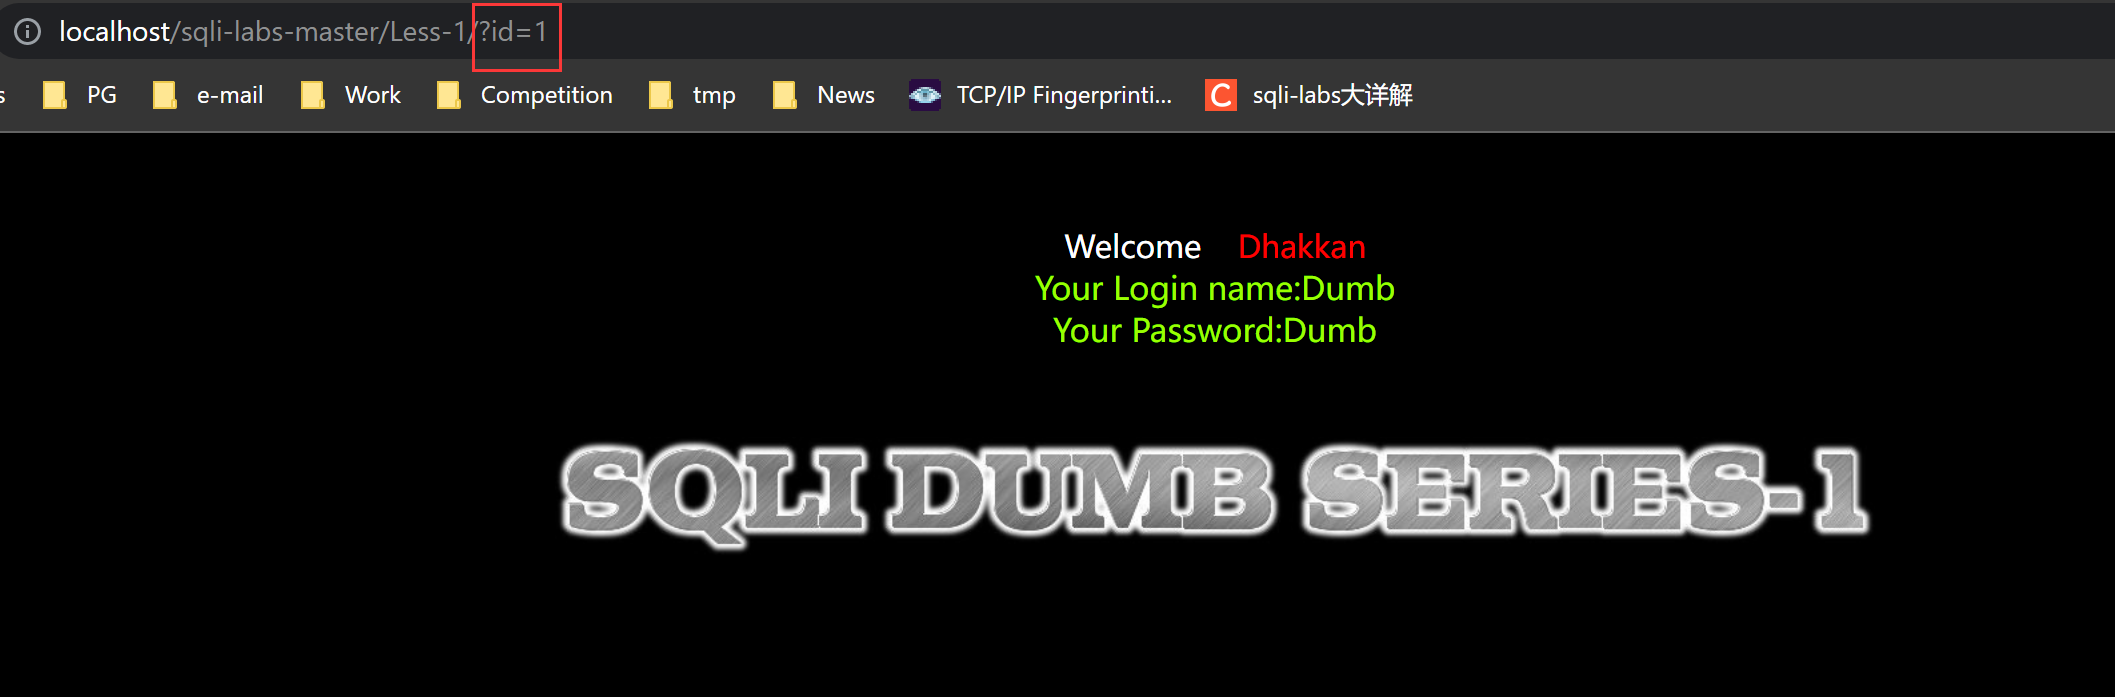 localhost/sqli-labs-master/Less-1/?id=1
s PG e-mail Work Competition tmp News TCP/IP Fingerprinti... C sqli-labs大详解
Welcome Dhakkan
Your Login name:Dumb
Your Password:Dumb
SQLI DUMB SERIES-1